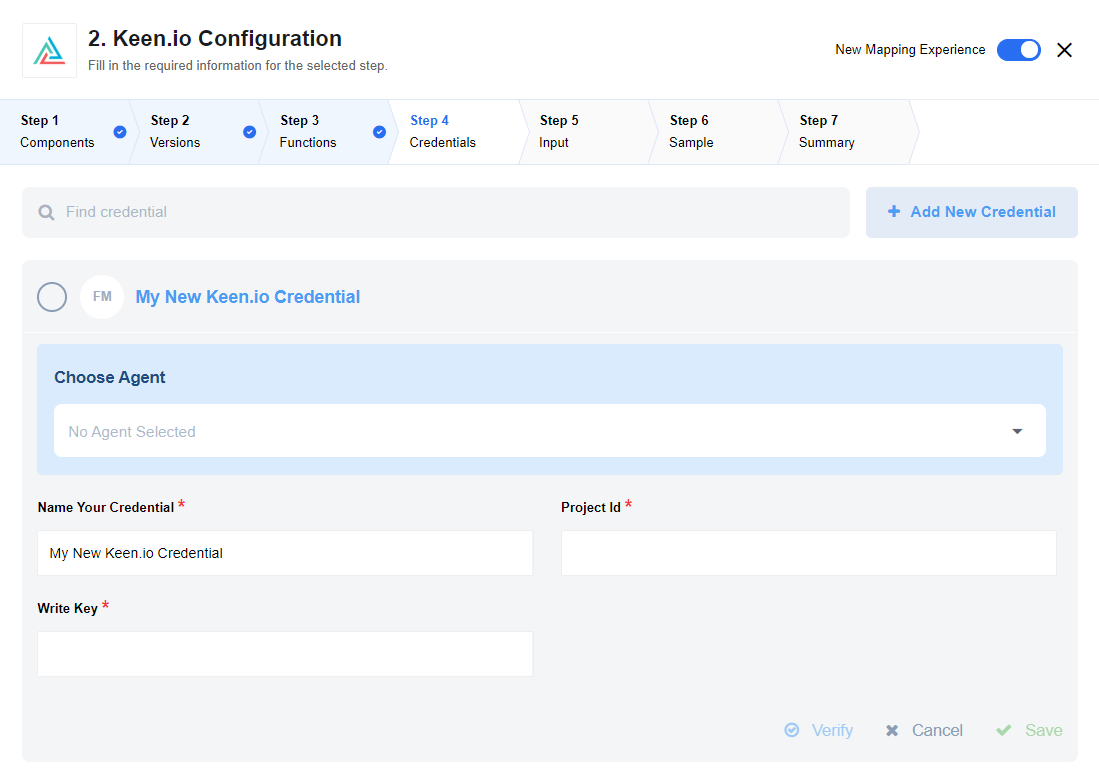 2. Keen.io Configuration
Fill in the required information for the selected step.
New Mapping Experience
Step 1
Components
Step 2
Versions
Step 3
Functions
Step 4
Credentials
Step 5
Input
Step 6
Sample
Step 7
Summary
Find credential
+ Add New Credential
FM
My New Keen.io Credential
Choose Agent
No Agent Selected
Name Your Credential *
My New Keen.io Credential
Project Id *
Write Key *
Verify
Cancel
Save